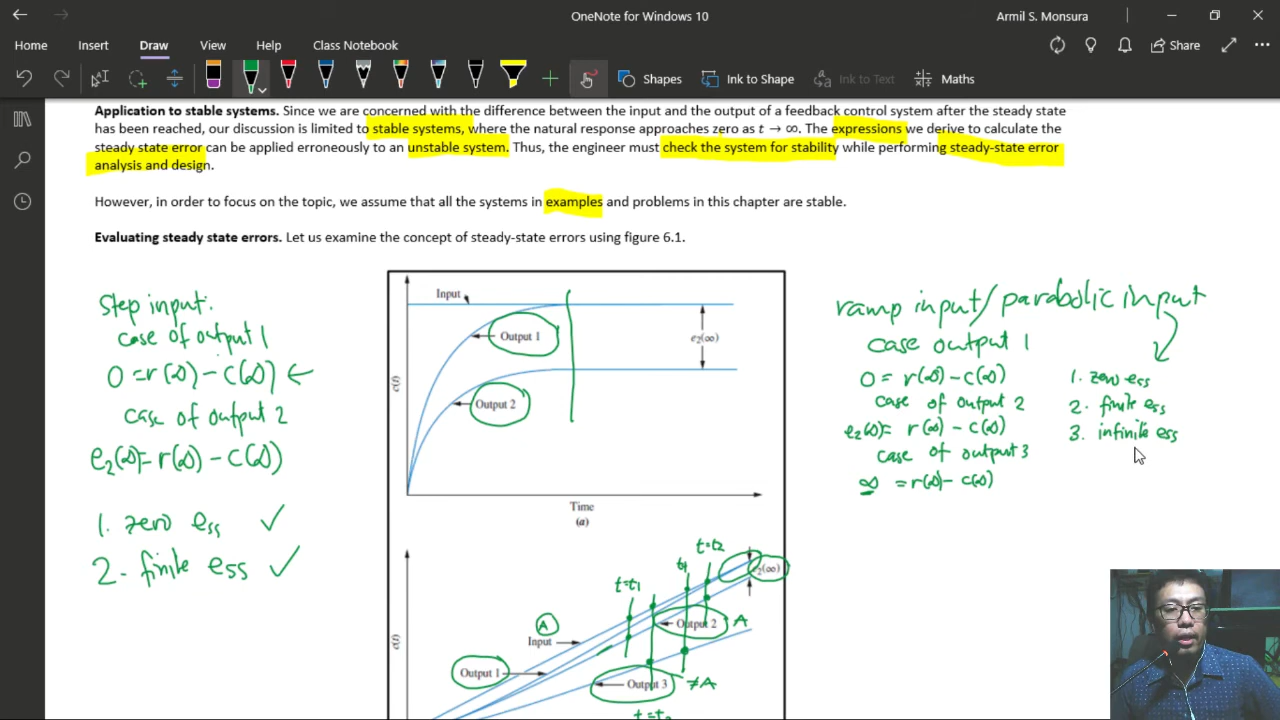 OneNote for Windows 10
Armil S. Monsura
Home Insert Draw View Help Class Notebook
Share
Shapes
Ink to Shape
Ink to Text
Maths
Application to stable systems. Since we are concerned with the difference between the input and the output of a feedback control system after the steady state
has been reached, our discussion is limited to stable systems, where the natural response approaches zero as t → ∞. The expressions we derive to calculate the
steady state error can be applied erroneously to an unstable system. Thus, the engineer must check the system for stability while performing steady-state error
analysis and design.
However, in order to focus on the topic, we assume that all the systems in examples and problems in this chapter are stable.
Evaluating steady state errors. Let us examine the concept of steady-state errors using figure 6.1.
step input:
case of output 1
0 = r(∞) - c(∞) ←
case of output 2
e₂(∞) = r(∞) - c(∞)
1. zero ess ✓
2. finite ess ✓
Input
Output 1
e₂(∞)
c(t)
Output 2
Time
(a)
t=t₂
t₁
t=t₁
e₂(∞)
A
Output 2 A
Input
c(t)
Output 1
Output 3 ≠A
ramp input/parabolic input
case output 1
0 = r(∞) - c(∞)
case of output 2
e₂(∞) = r(∞) - c(∞)
case of output 3
∞ = r(∞) - c(∞)
1. zero ess
2. finite ess
3. infinite ess